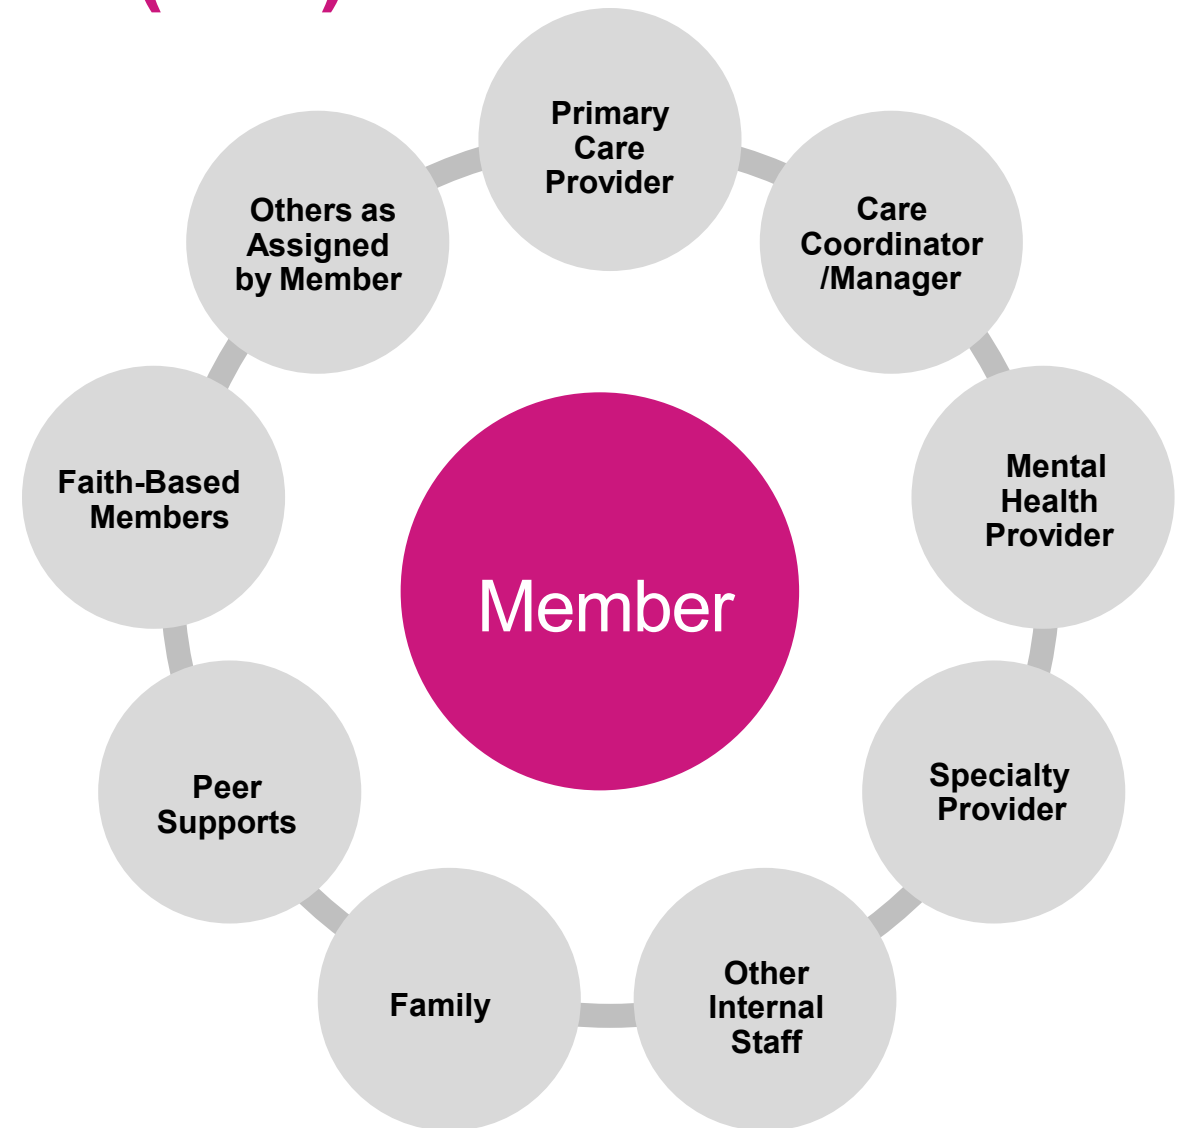 Primary
Care
Provider
Care
Coordinator
/Manager
Mental
Health
Provider
Specialty
Provider
Other
Internal
Staff
Family
Peer
Supports
Faith-Based
Members
Others as
Assigned
by Member
Member